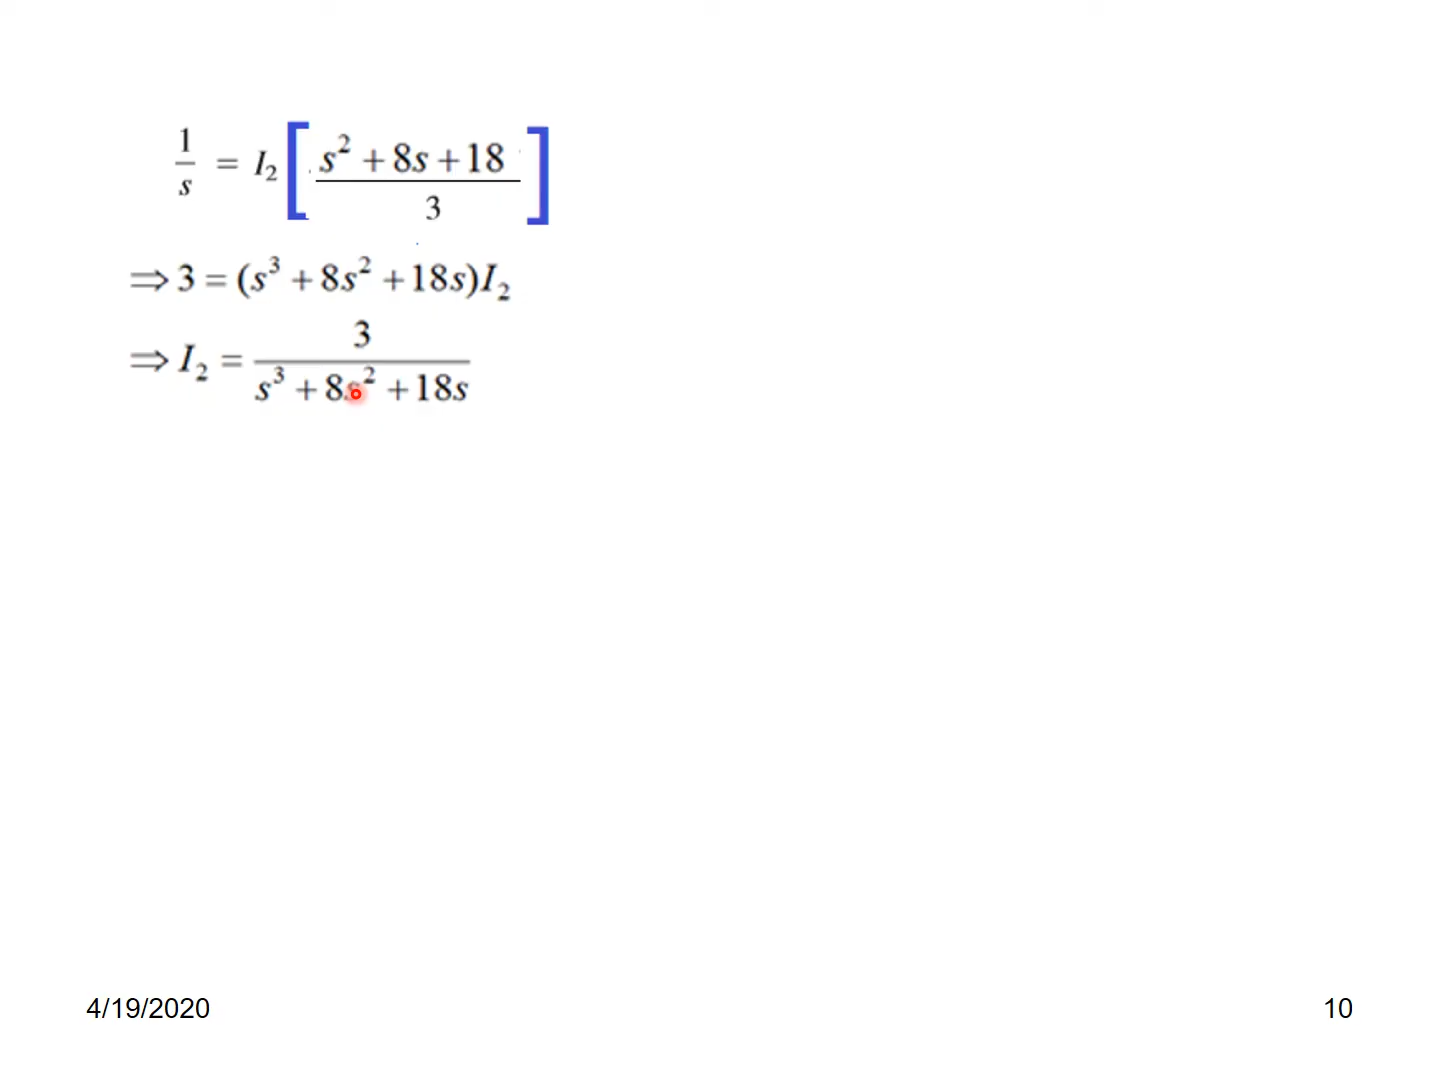 1/s = I₂ [ (s² + 8s + 18)/3 ]
⇒ 3 = (s³ + 8s² + 18s)I₂
⇒ I₂ = 3/(s³ + 8s² + 18s)
4/19/2020
10